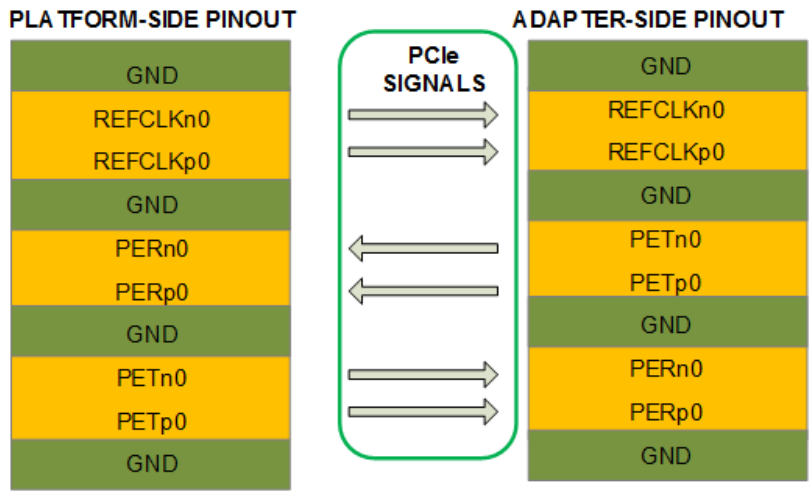 PLATFORM-SIDE PINOUT
GND
REFCLKn0
REFCLKp0
GND
PERn0
PERp0
GND
PETn0
PETp0
GND
PCIe
SIGNALS
ADAPTER-SIDE PINOUT
GND
REFCLKn0
REFCLKp0
GND
PETn0
PETp0
GND
PERn0
PERp0
GND